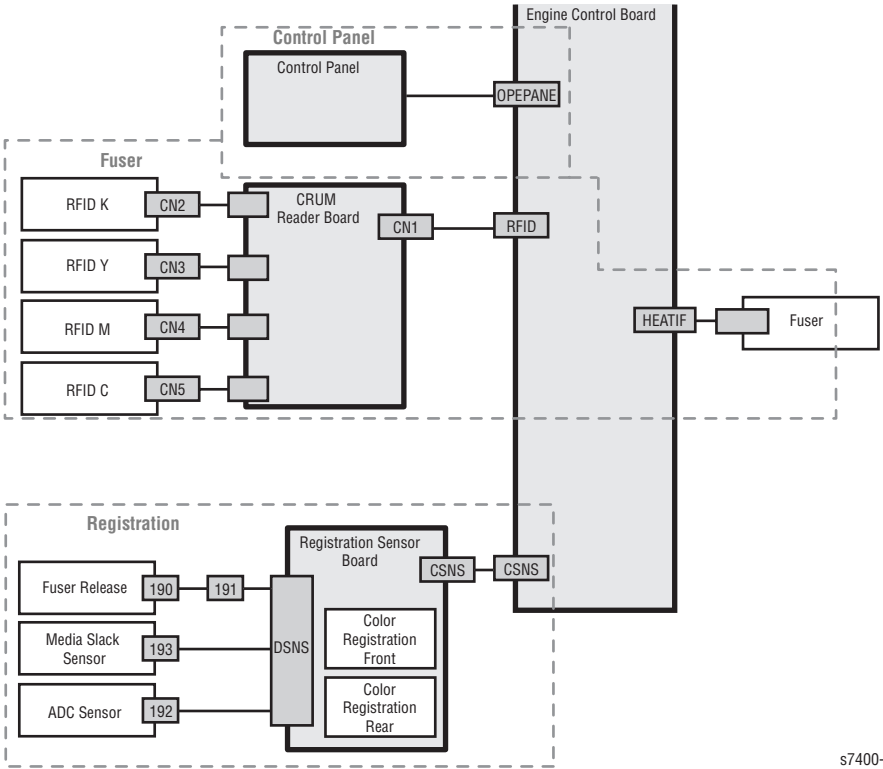 Engine Control Board
Control Panel
Control Panel
OPEPANE
Fuser
RFID K
CN2
CRUM
Reader Board
CN1
RFID
RFID Y
CN3
RFID M
CN4
HEATIF
Fuser
RFID C
CN5
Registration
Registration Sensor
Board
CSNS
CSNS
Fuser Release
190
191
Color
Registration
Front
Media Slack
Sensor
193
DSNS
Color
Registration
Rear
ADC Sensor
192
s7400-